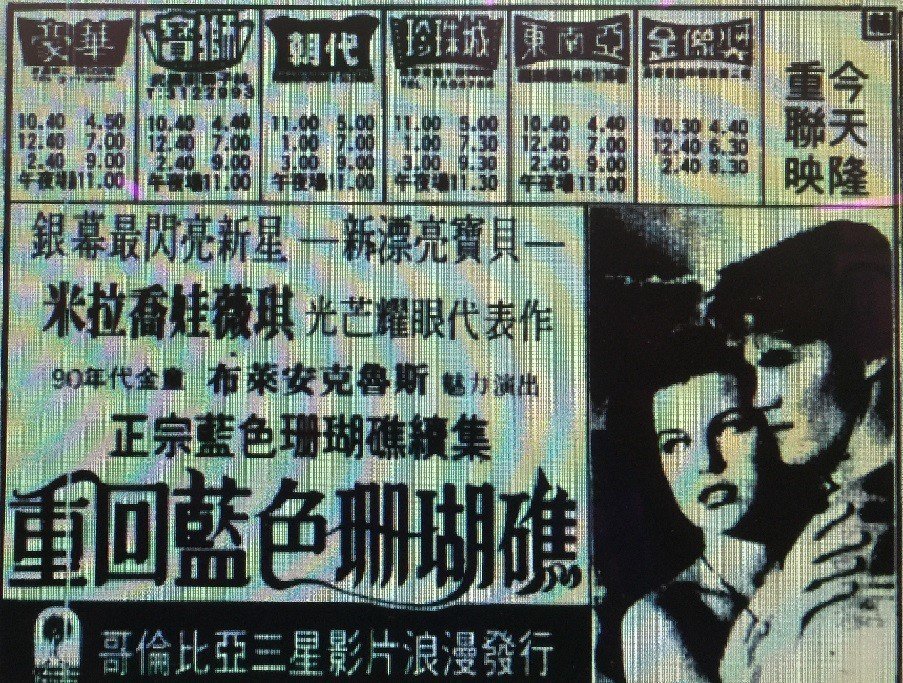 豪華
寶獅
T:3122993
朝代
珍珠城
東南亞
金傑獎
10.40 4.50
12.40 7.00
2.40 9.00
午夜場11.00
10.40 4.40
12.40 7.00
2.40 9.00
午夜場11.00
11.00 5.00
1.00 7.00
3.00 9.00
午夜場11.00
11.00 5.00
1.00 7.30
3.00 9.30
午夜場11.30
10.40 4.40
12.40 7.00
2.40 9.00
午夜場11.00
10.30 4.40
12.40 6.30
2.40 8.30
今天隆
重聯映
銀幕最閃亮新星—新漂亮寶貝—
米拉喬娃薇琪 光芒耀眼代表作
90年代金童 布萊安克魯斯 魅力演出
正宗藍色珊瑚礁續集
重回藍色珊瑚礁
哥倫比亞三星影片浪漫發行